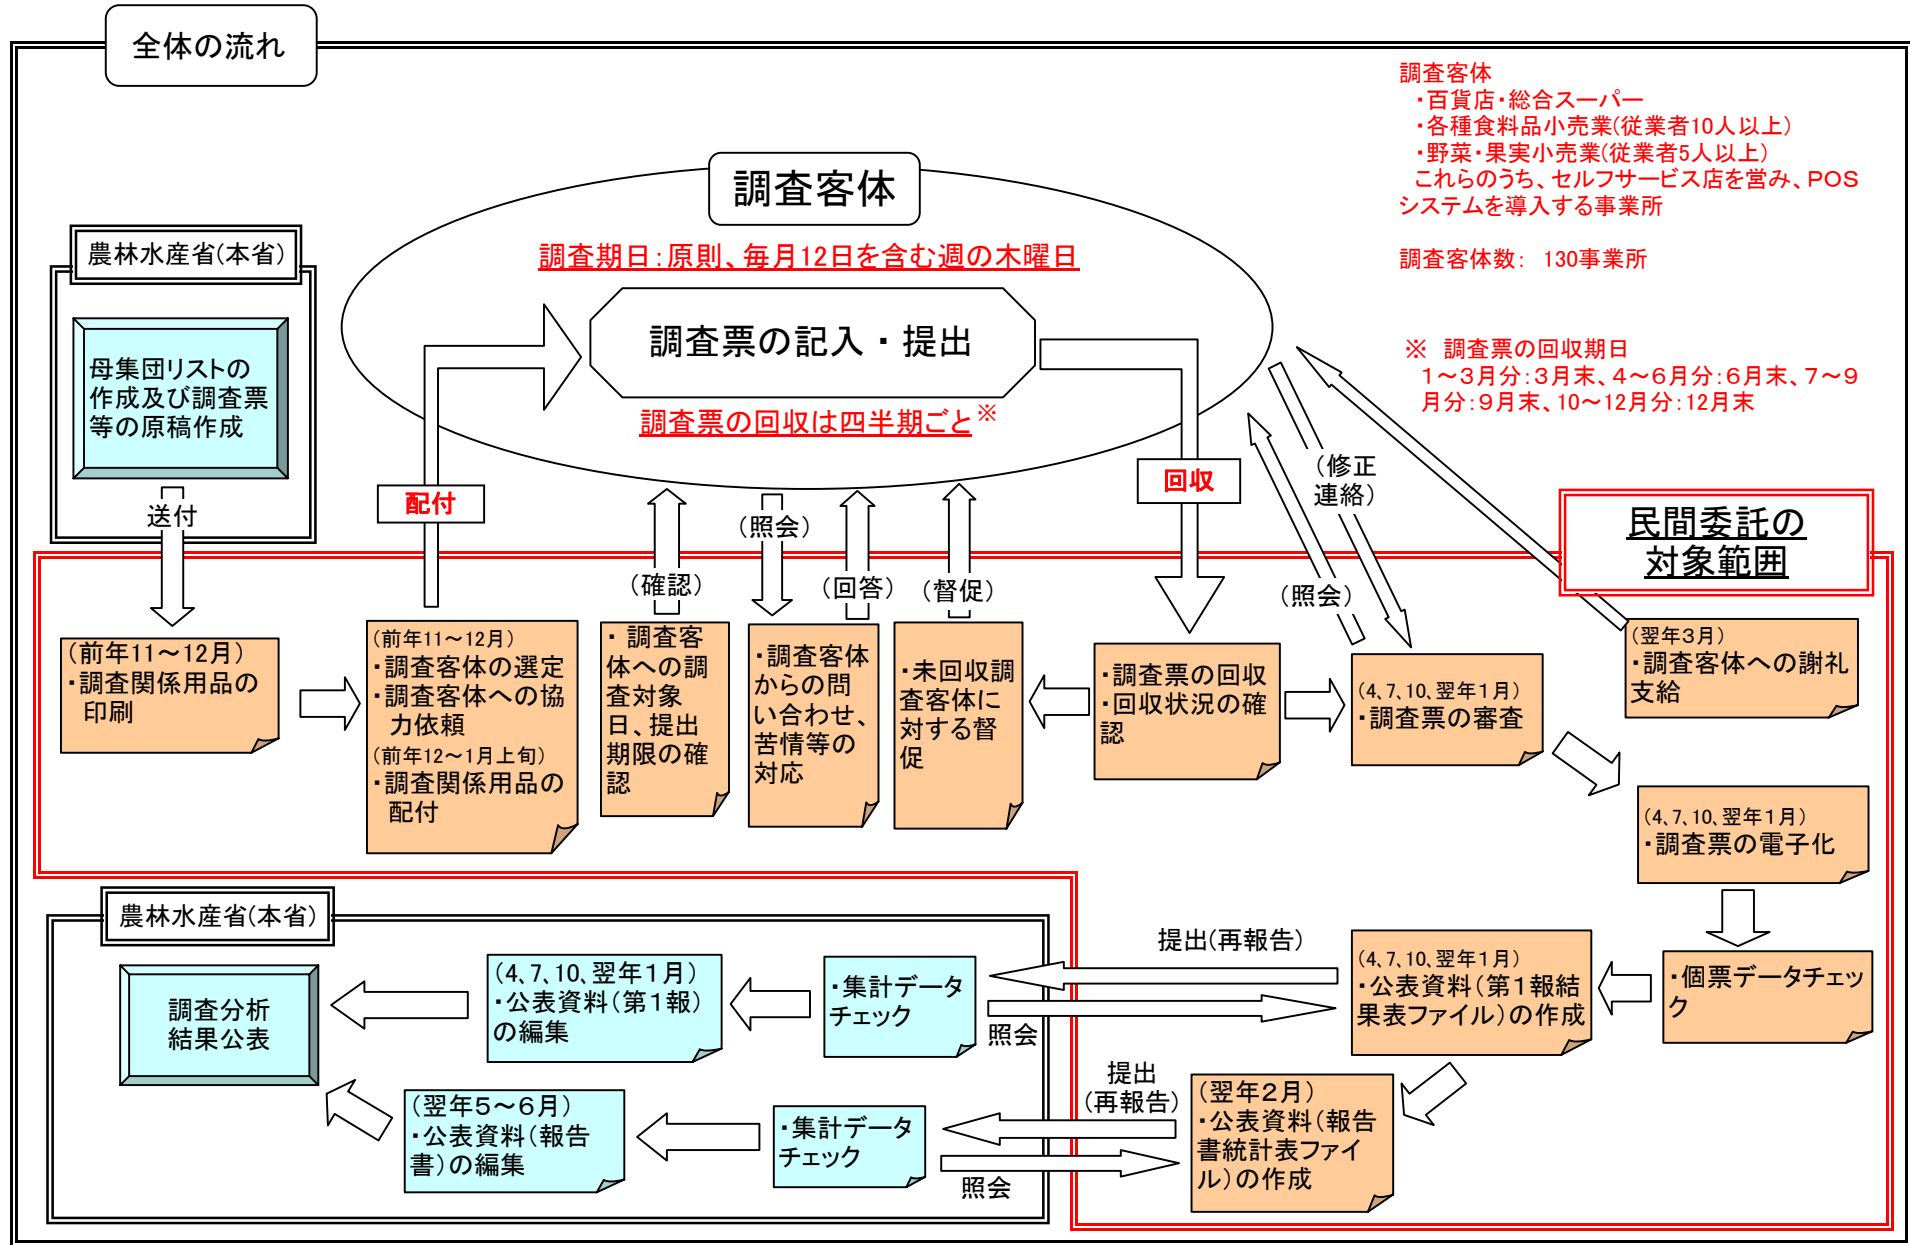 全体の流れ
調査客体
・百貨店・総合スーパー
・各種食料品小売業(従業者10人以上)
・野菜・果実小売業(従業者5人以上)
これらのうち、セルフサービス店を営み、POS
システムを導入する事業所
調査客体数: 130事業所
※ 調査票の回収期日
1～3月分:3月末、4～6月分:6月末、7～9
月分:9月末、10～12月分:12月末
調査客体
調査期日:原則、毎月12日を含む週の木曜日
調査票の記入・提出
調査票の回収は四半期ごと※
農林水産省(本省)
母集団リストの
作成及び調査票
等の原稿作成
送付
配付
回収
(確認)
(照会)
(回答)
(督促)
(修正
連絡)
(照会)
民間委託の
対象範囲
(前年11～12月)
・調査関係用品の
印刷
(前年11～12月)
・調査客体の選定
・調査客体への協
力依頼
(前年12～1月上旬)
・調査関係用品の
配付
・調査客
体への調
査対象
日、提出
期限の確
認
・調査客体
からの問
い合わせ、
苦情等の
対応
・未回収調
査客体に
対する督
促
・調査票の回収
・回収状況の確
認
(4、7、10、翌年1月)
・調査票の審査
(翌年3月)
・調査客体への謝礼
支給
(4、7、10、翌年1月)
・調査票の電子化
・個票データチェッ
ク
(4、7、10、翌年1月)
・公表資料(第1報結
果表ファイル)の作成
(翌年2月)
・公表資料(報告
書統計表ファイ
ル)の作成
提出(再報告)
照会
提出
(再報告)
照会
農林水産省(本省)
・集計データ
チェック
(4、7、10、翌年1月)
・公表資料(第1報)
の編集
調査分析
結果公表
・集計データ
チェック
(翌年5～6月)
・公表資料(報告
書)の編集